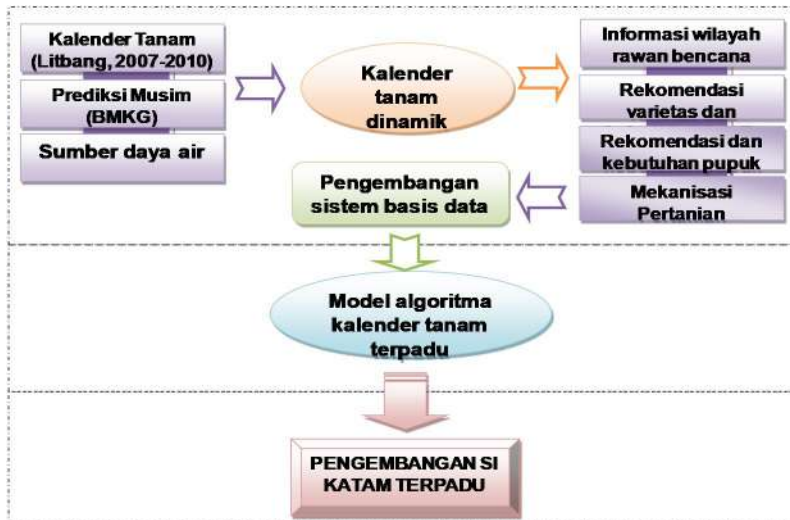 Kalender Tanam
(Litbang, 2007-2010)
Prediksi Musim
(BMKG)
Sumber daya air
Kalender
tanam
dinamik
Informasi wilayah
rawan bencana
Rekomendasi
varietas dan
Rekomendasi dan
kebutuhan pupuk
Mekanisasi
Pertanian
Pengembangan
sistem basis data
Model algoritma
kalender tanam
terpadu
PENGEMBANGAN SI
KATAM TERPADU